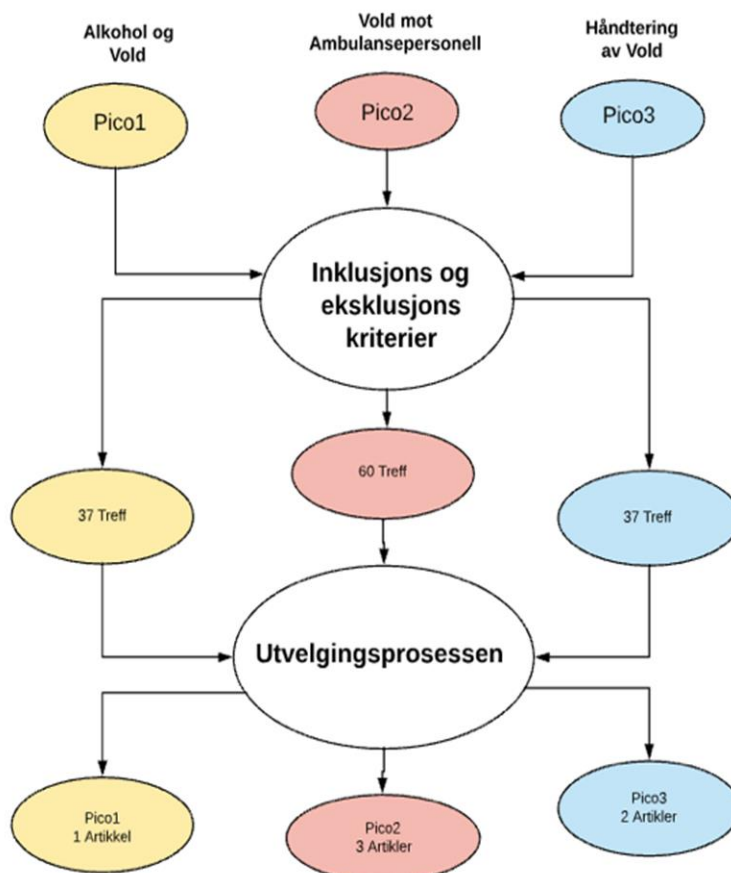 Alkohol og
Vold
Vold mot
Ambulansepersonell
Håndtering
av Vold
Pico1
Pico2
Pico3
Inklusjons og
eksklusjons
kriterier
37 Treff
60 Treff
37 Treff
Utvelgingsprosessen
Pico1
1 Artikkel
Pico2
3 Artikler
Pico3
2 Artikler